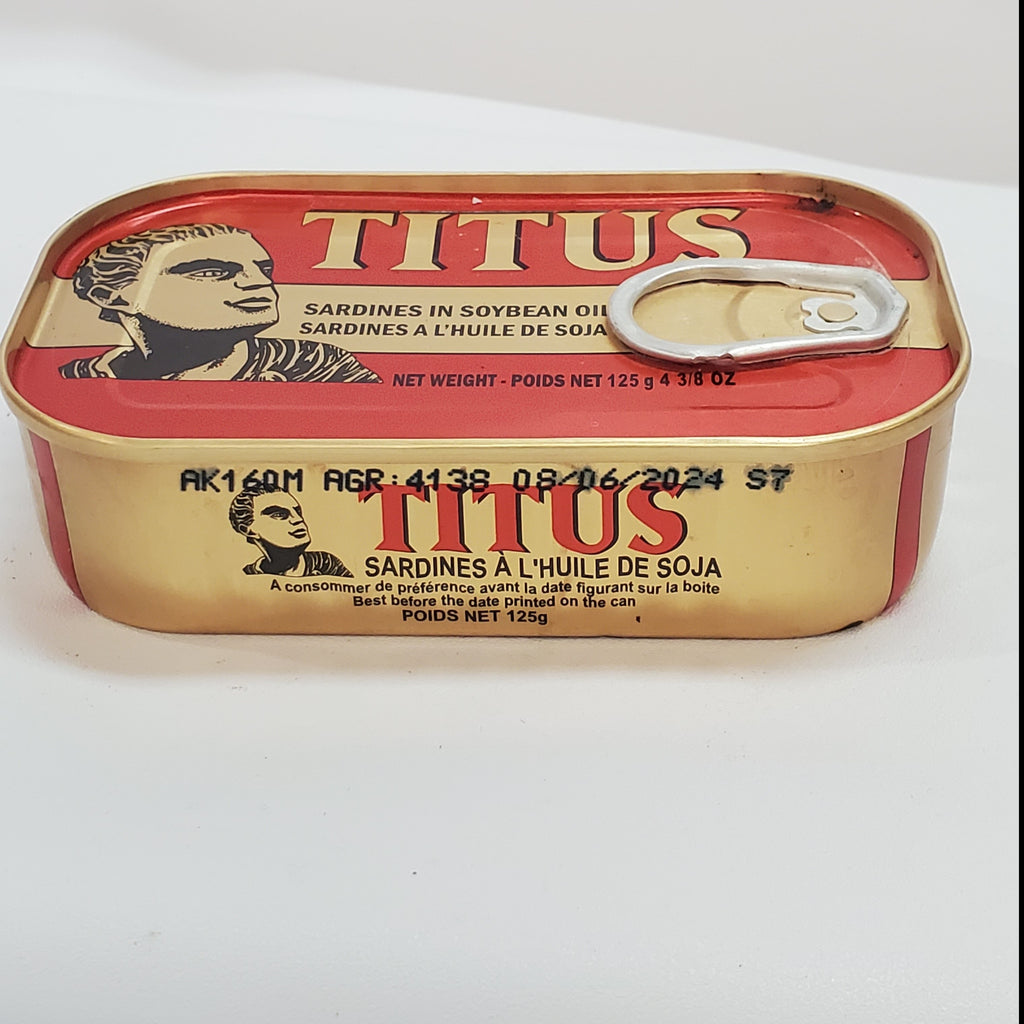 TITUS
SARDINES IN SOYBEAN OIL
SARDINES A L'HUILE DE SOJA
NET WEIGHT - POIDS NET 125 g 4 3/8 OZ
AK160M AGR:4138 08/06/2024 S7
TITUS
SARDINES À L'HUILE DE SOJA
A consommer de préférence avant la date figurant sur la boite
Best before the date printed on the can
POIDS NET 125g